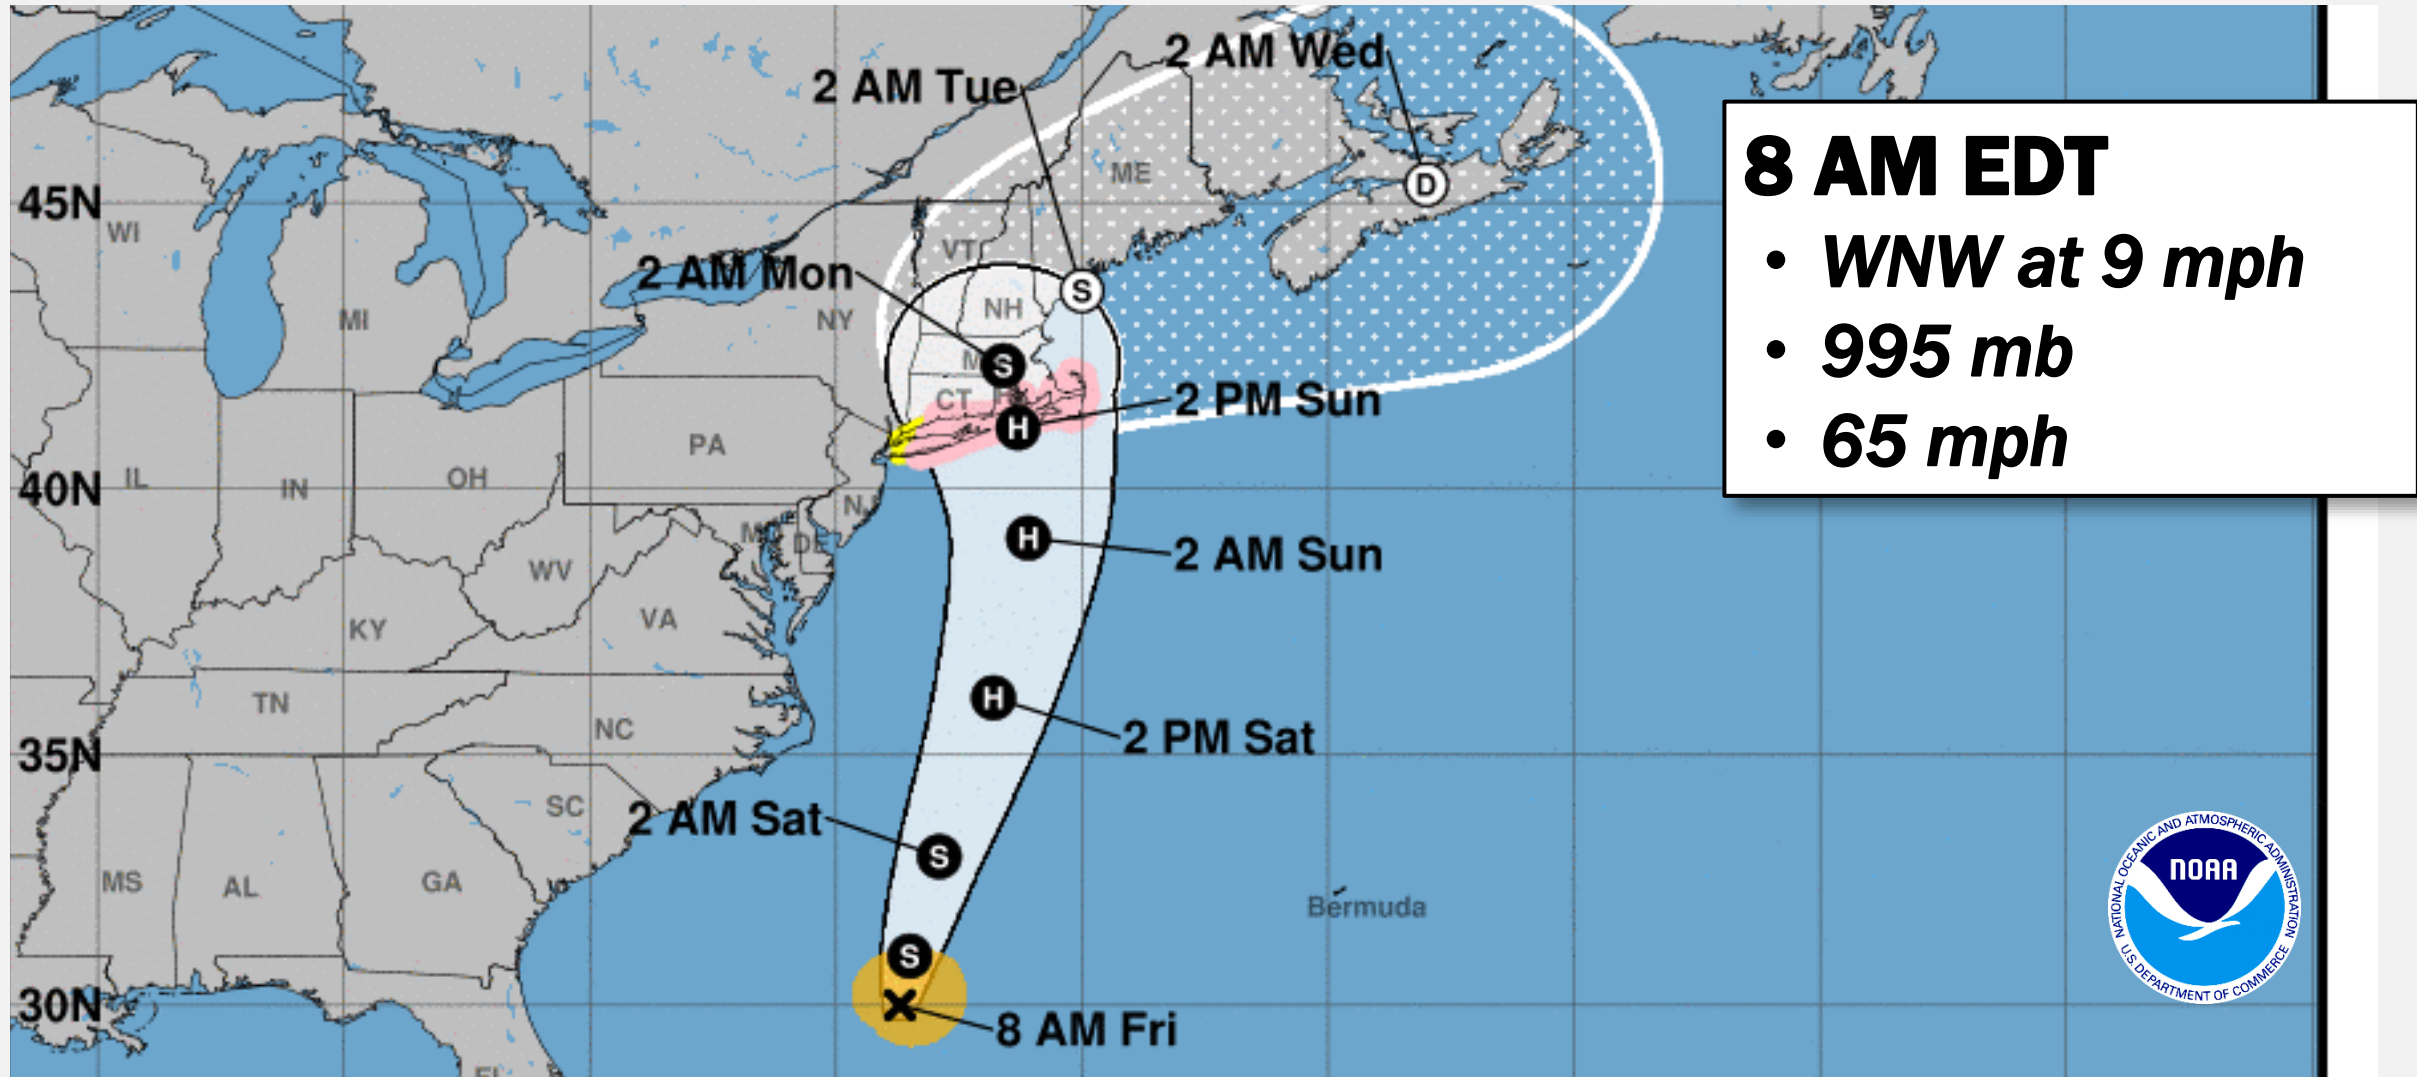 2 AM Wed
2 AM Tue
45N
WI
VT
ME
D
2 AM Mon
MI
NY
NH
S
S
CT
2 PM Sun
H
PA
40N
IL
IN
OH
NJ
DE
2 AM Sun
H
WV
VA
KY
TN
NC
H
2 PM Sat
35N
SC
2 AM Sat
S
MS
AL
GA
Bermuda
S
30N
8 AM Fri
8 AM EDT
• WNW at 9 mph
• 995 mb
• 65 mph
NATIONAL OCEANIC AND ATMOSPHERIC ADMINISTRATION
NOAA
U.S. DEPARTMENT OF COMMERCE